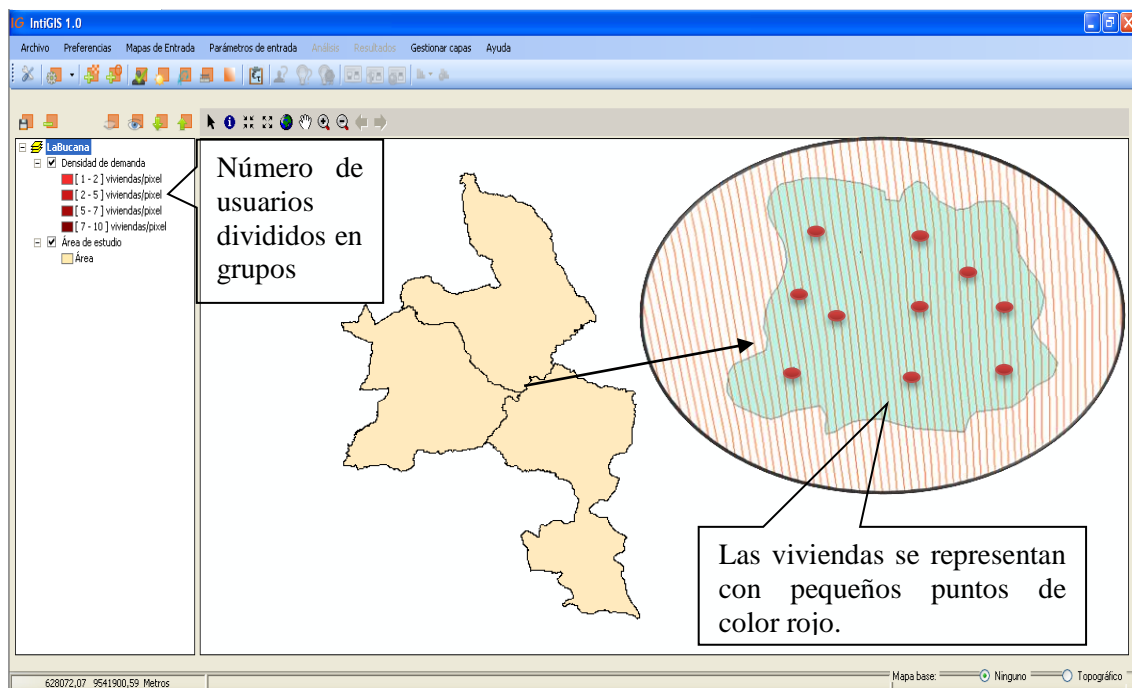 IG IntiGIS 1.0
Archivo Preferencias Mapas de Entrada Parámetros de entrada Análisis Resultados Gestionar capas Ayuda
LaBucana
Densidad de demanda
[ 1 - 2 ] viviendas/pixel
[ 2 - 5 ] viviendas/pixel
[ 5 - 7 ] viviendas/pixel
[ 7 - 10 ] viviendas/pixel
Área de estudio
Área
Número de
usuarios
divididos en
grupos
Las viviendas se representan
con pequeños puntos de
color rojo.
628072,07 9541900,59 Metros
Mapa base: Ninguno Topográfico